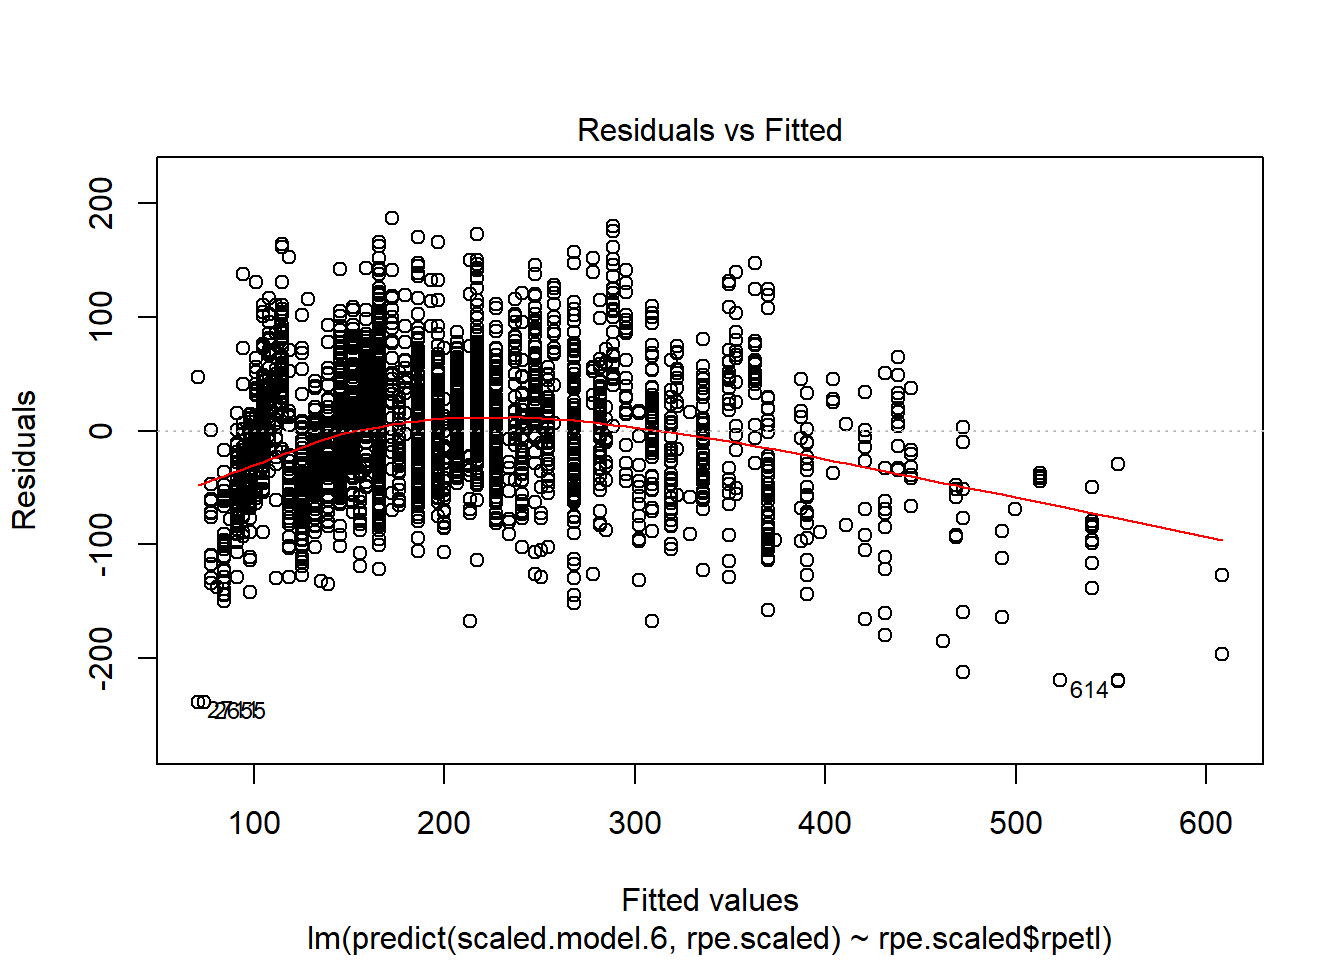 Residuals vs Fitted
Residuals
200
100
0
-100
-200
614
2655
100 200 300 400 500 600
Fitted values
lm(predict(scaled.model.6, rpe.scaled) ~ rpe.scaled$rpetl)